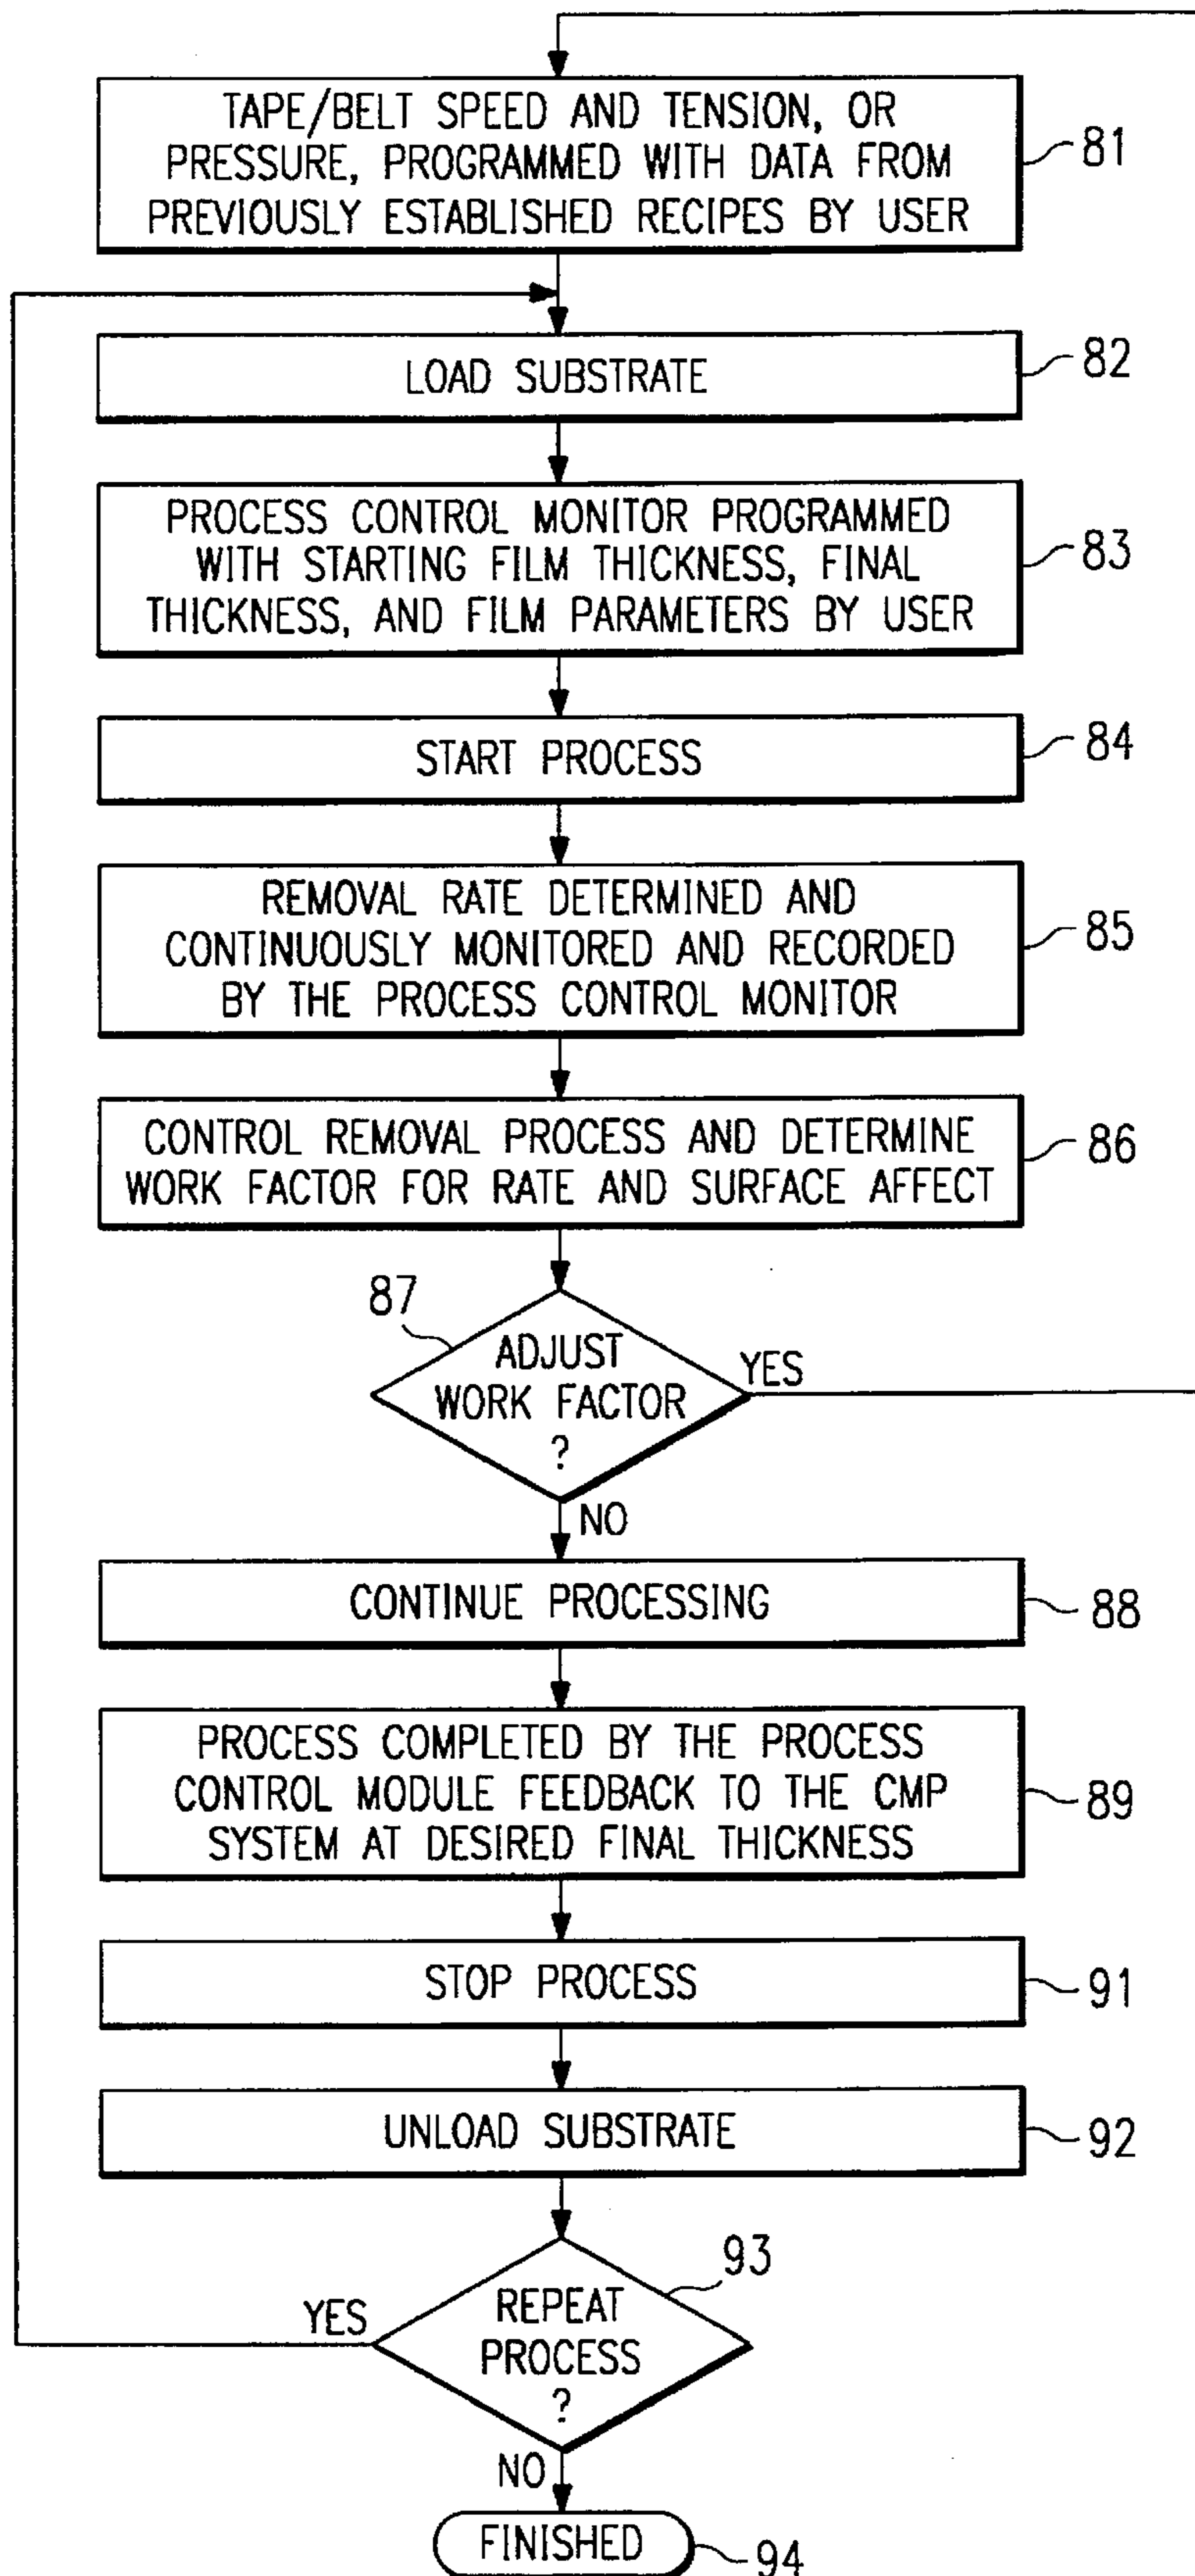 TAPE/BELT SPEED AND TENSION, OR
PRESSURE, PROGRAMMED WITH DATA FROM
PREVIOUSLY ESTABLISHED RECIPES BY USER
81
LOAD SUBSTRATE
82
PROCESS CONTROL MONITOR PROGRAMMED
WITH STARTING FILM THICKNESS, FINAL
THICKNESS, AND FILM PARAMETERS BY USER
83
START PROCESS
84
REMOVAL RATE DETERMINED AND
CONTINUOUSLY MONITORED AND RECORDED
BY THE PROCESS CONTROL MONITOR
85
CONTROL REMOVAL PROCESS AND DETERMINE
WORK FACTOR FOR RATE AND SURFACE AFFECT
86
87
ADJUST
WORK FACTOR
?
YES
NO
CONTINUE PROCESSING
88
PROCESS COMPLETED BY THE PROCESS
CONTROL MODULE FEEDBACK TO THE CMP
SYSTEM AT DESIRED FINAL THICKNESS
89
STOP PROCESS
91
UNLOAD SUBSTRATE
92
93
REPEAT
PROCESS
?
YES
NO
FINISHED
94